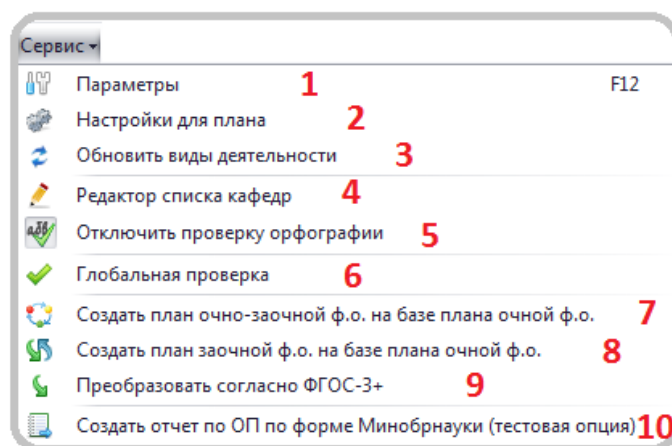 Сервис
Параметры 1 F12
Настройки для плана 2
Обновить виды деятельности 3
Редактор списка кафедр 4
абв Отключить проверку орфографии 5
Глобальная проверка 6
Создать план очно-заочной ф.о. на базе плана очной ф.о. 7
Создать план заочной ф.о. на базе плана очной ф.о. 8
Преобразовать согласно ФГОС-3+ 9
Создать отчет по ОП по форме Минобрнауки (тестовая опция) 10